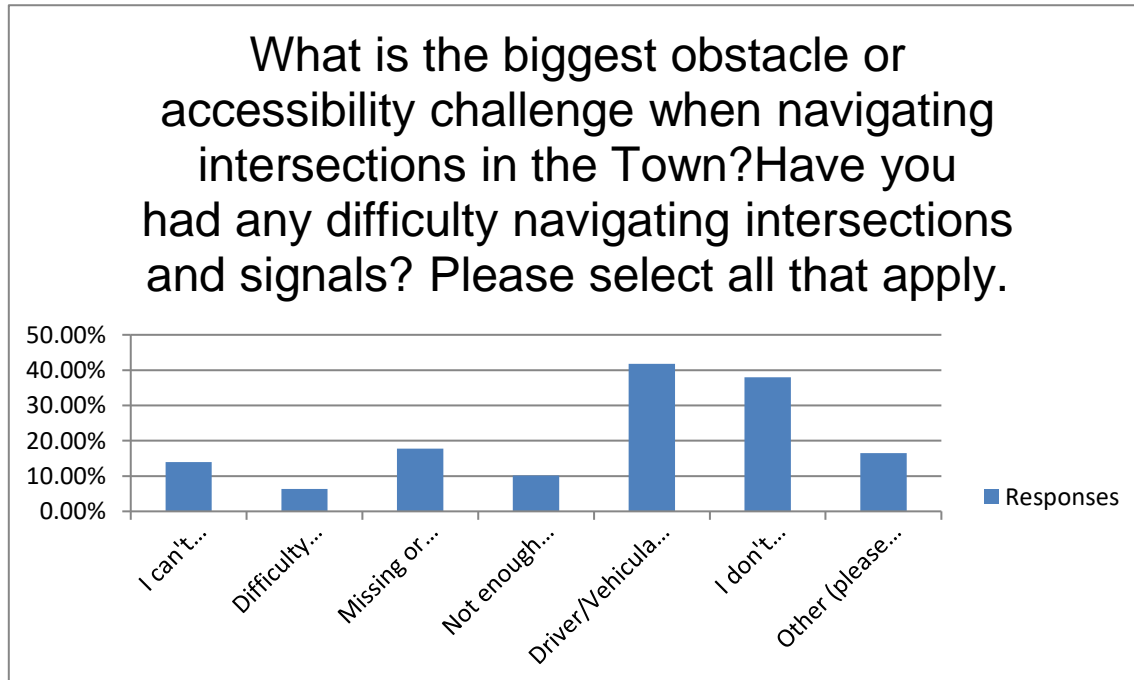 What is the biggest obstacle or
accessibility challenge when navigating
intersections in the Town?Have you
had any difficulty navigating intersections
and signals? Please select all that apply.
50.00%
40.00%
30.00%
20.00%
10.00%
0.00%
I can't...
Difficulty...
Missing or...
Not enough...
Driver/Vehicula...
I don't...
Other (please...
Responses